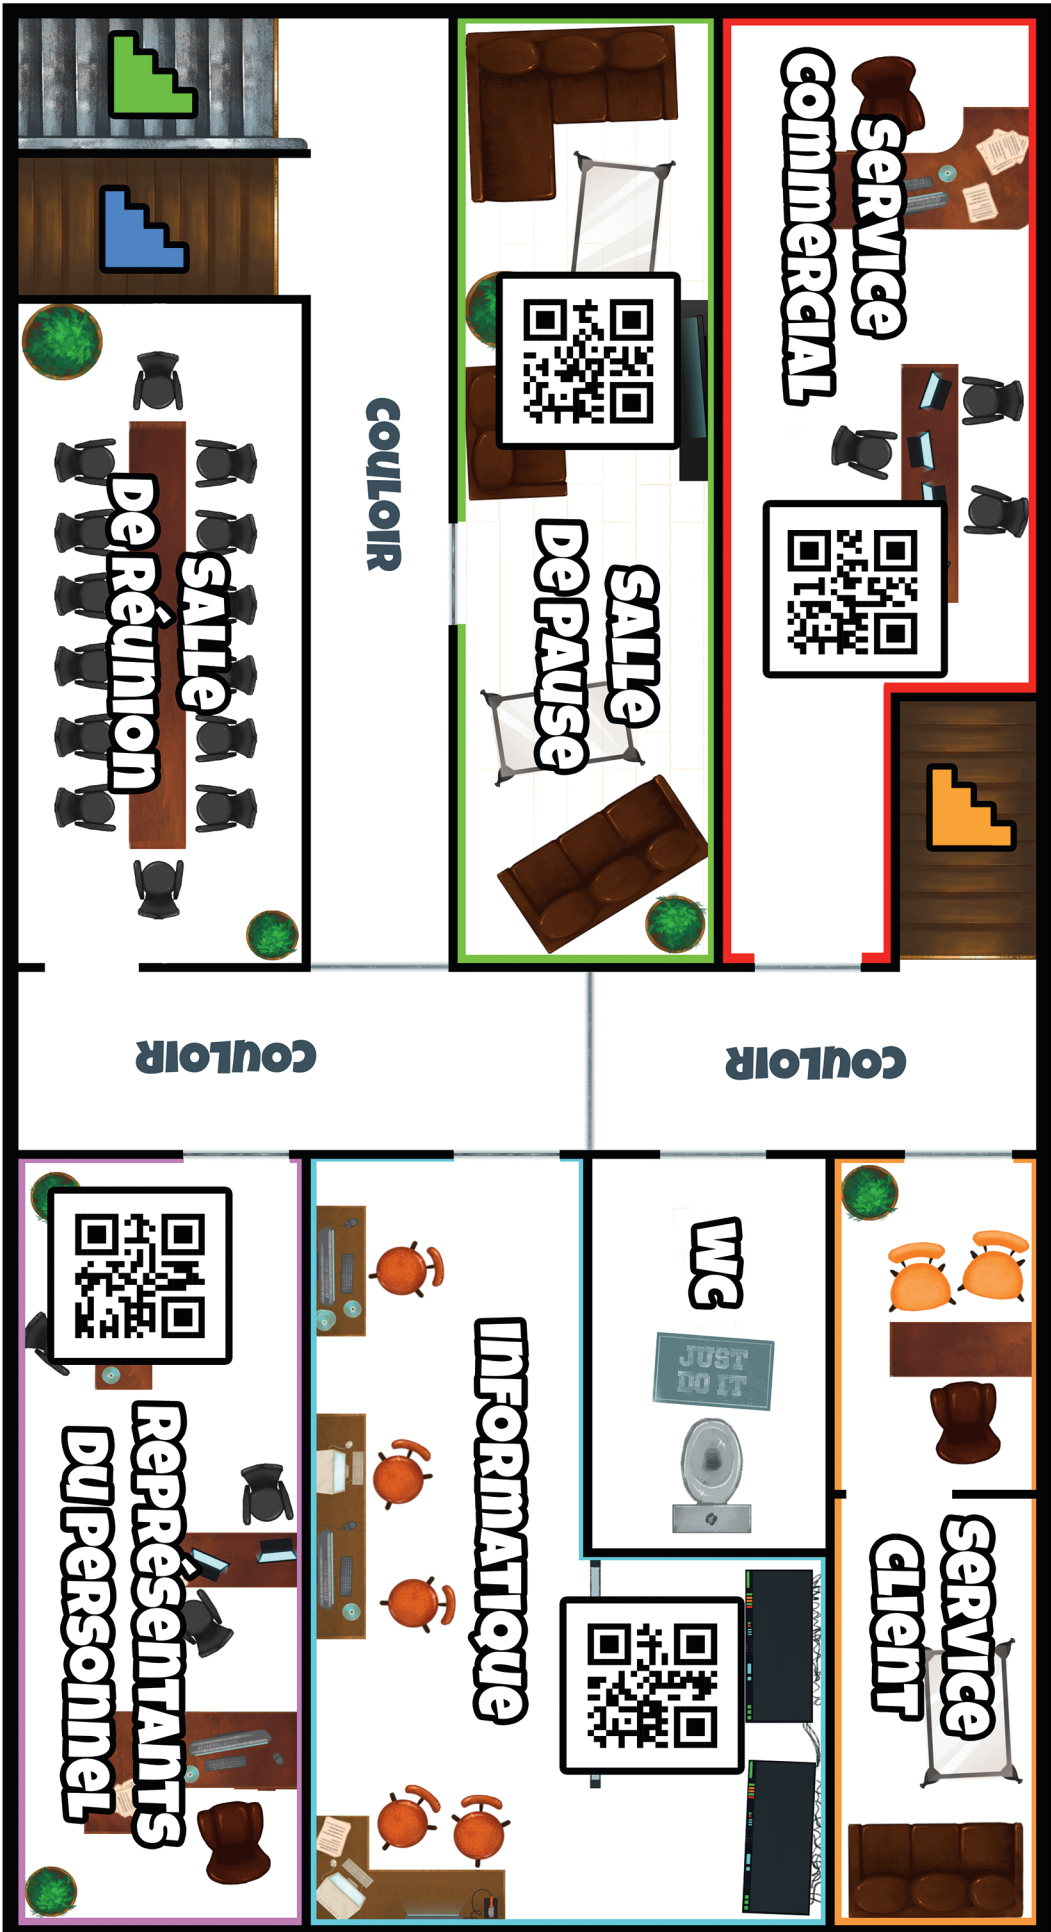 SERVICE
COMMERCIAL
SALLE
DE PAUSE
COULOIR
SALLE
DE RÉUNION
COULOIR
COULOIR
SERVICE
CLIENT
WC
JUST
DO IT
INFORMATIQUE
REPRÉSENTANTS
DU PERSONNEL